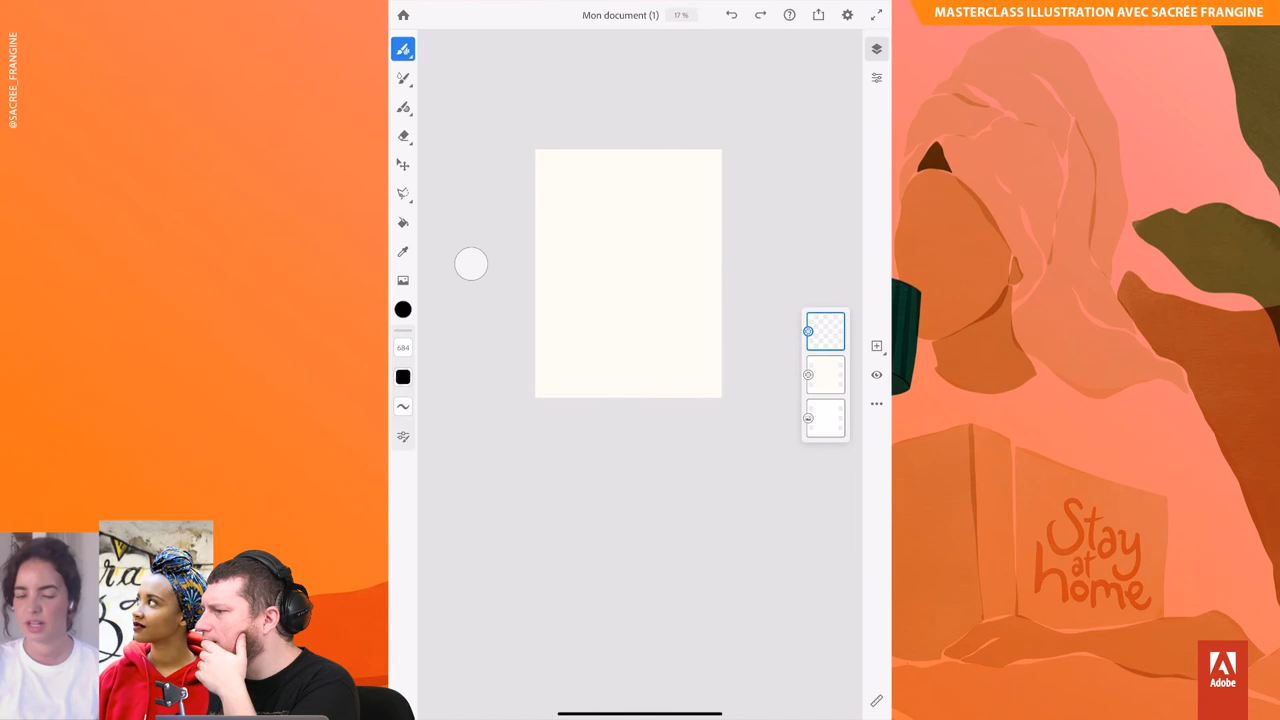 @SACREE_FRANGINE
Mon document (1)
17 %
MASTERCLASS ILLUSTRATION AVEC SACRÉE FRANGINE
684
Stay
at
home
Adobe